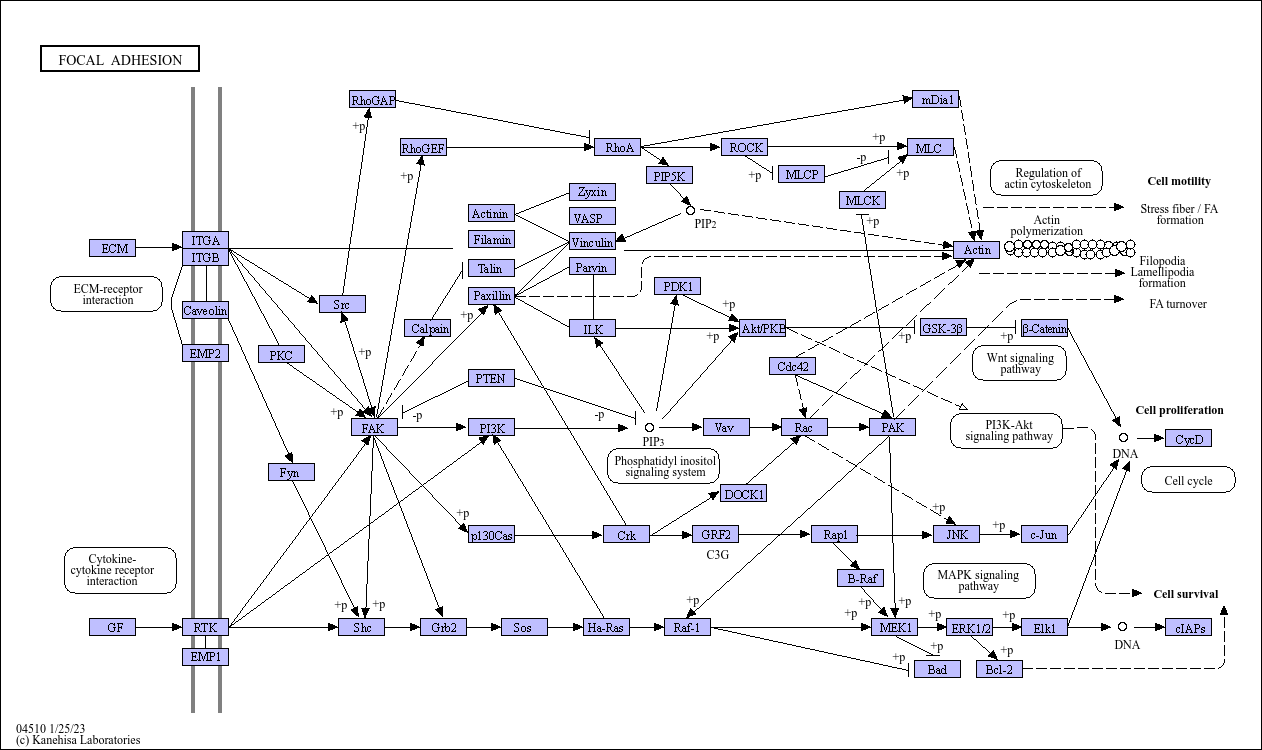 FOCAL ADHESION
RhoGAP
mDia1
+p
RhoGEF
RhoA
ROCK
+p
MLC
-p
+p
PIP5K
+p
MLCP
+p
Regulation of
actin cytoskeleton
Cell motility
Zyxin
MLCK
Actinin
VASP
PIP2
+p
Stress fiber / FA
formation
Actin
polymerization
ECM
ITGA
ITGB
Filamin
Vinculin
Actin
Talin
Parvin
Filopodia
Lamellipodia
formation
ECM-receptor
interaction
Caveolin
Src
Paxillin
PDK1
FA turnover
+p
+p
Calpain
ILK
+p
Akt/PKB
GSK-3β
+p
+p
β-Catenin
EMP2
PKC
+p
Cdc42
Wnt signaling
pathway
PTEN
+p
-p
-p
Cell proliferation
FAK
PI3K
PIP3
Vav
Rac
PAK
PI3K-Akt
signaling pathway
DNA
CycD
Fyn
Phosphatidyl inositol
signaling system
Cell cycle
DOCK1
+p
+p
p130Cas
Crk
GRF2
C3G
Rap1
JNK
+p
c-Jun
Cytokine-
cytokine receptor
interaction
B-Raf
MAPK signaling
pathway
Cell survival
+p
+p
+p
+p
+p
+p
+p
+p
GF
RTK
Shc
Grb2
Sos
Ha-Ras
Raf-1
MEK1
ERK1/2
Elk1
DNA
cIAPs
EMP1
+p
+p
+p
Bad
Bcl-2
04510 1/25/23
(c) Kanehisa Laboratories